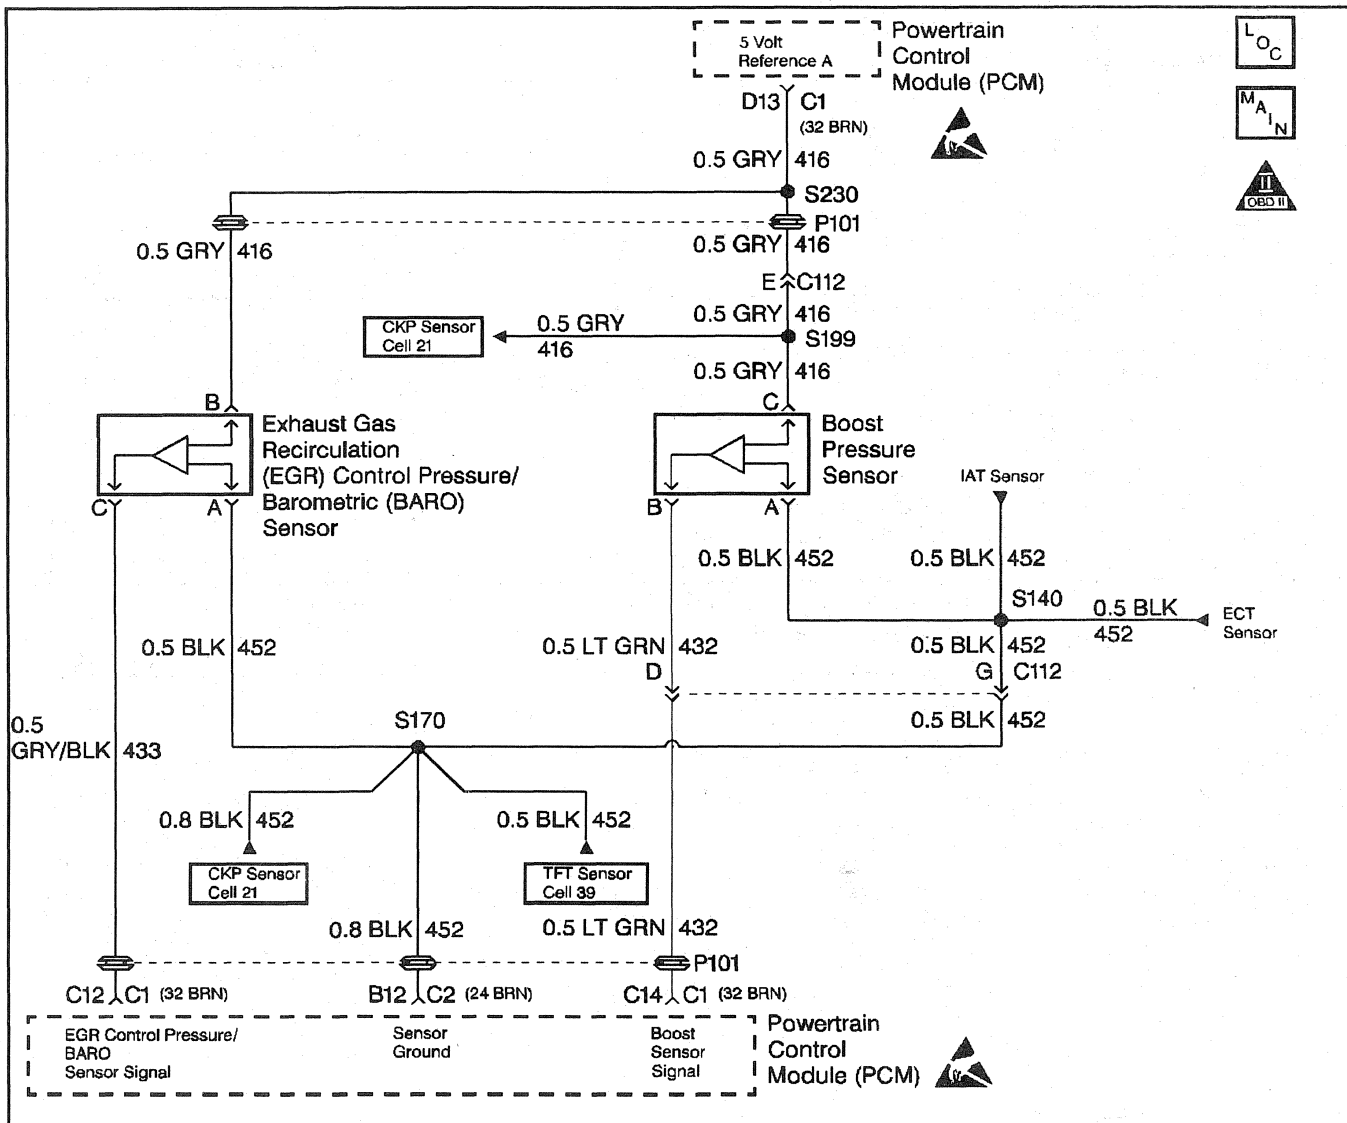 5 Volt
Reference A
Powertrain
Control
Module (PCM)
L
O
C
M
A
I
N
II
OBD II
D13 C1
(32 BRN)
0.5 GRY 416
S230
P101
0.5 GRY 416
0.5 GRY 416
E C112
0.5 GRY 416
CKP Sensor
Cell 21
0.5 GRY
416
S199
0.5 GRY 416
B
C
Exhaust Gas
Recirculation
(EGR) Control Pressure/
Barometric (BARO)
Sensor
Boost
Pressure
Sensor
IAT Sensor
C
A
B
A
0.5 BLK 452
0.5 BLK 452
S140
0.5 BLK
452
ECT
Sensor
0.5 BLK 452
0.5 LT GRN 432
0.5 BLK 452
D
G C112
0.5 BLK 452
0.5
GRY/BLK 433
S170
0.8 BLK 452
0.5 BLK 452
CKP Sensor
Cell 21
TFT Sensor
Cell 39
0.8 BLK 452
0.5 LT GRN 432
P101
C12 C1 (32 BRN)
B12 C2 (24 BRN)
C14 C1 (32 BRN)
EGR Control Pressure/
BARO
Sensor Signal
Sensor
Ground
Boost
Sensor
Signal
Powertrain
Control
Module (PCM)